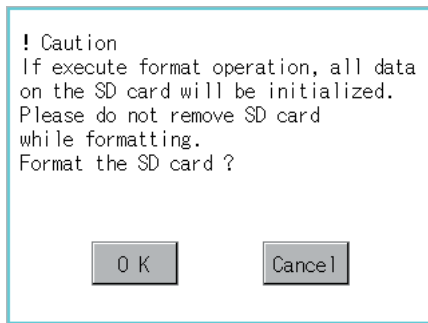 ! Caution
If execute format operation, all data
on the SD card will be initialized.
Please do not remove SD card
while formatting.
Format the SD card ?
O K
Cancel